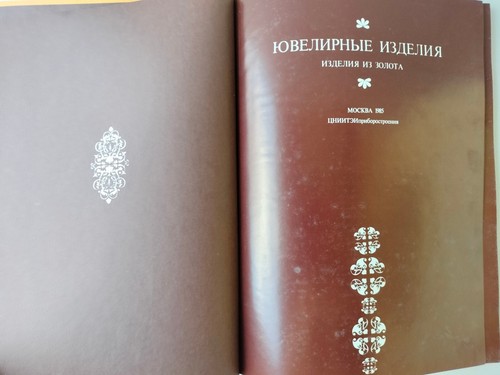 ЮВЕЛИРНЫЕ ИЗДЕЛИЯ
ИЗДЕЛИЯ ИЗ ЗОЛОТА
МОСКВА 1985
ЦНИИТЭИприборостроения